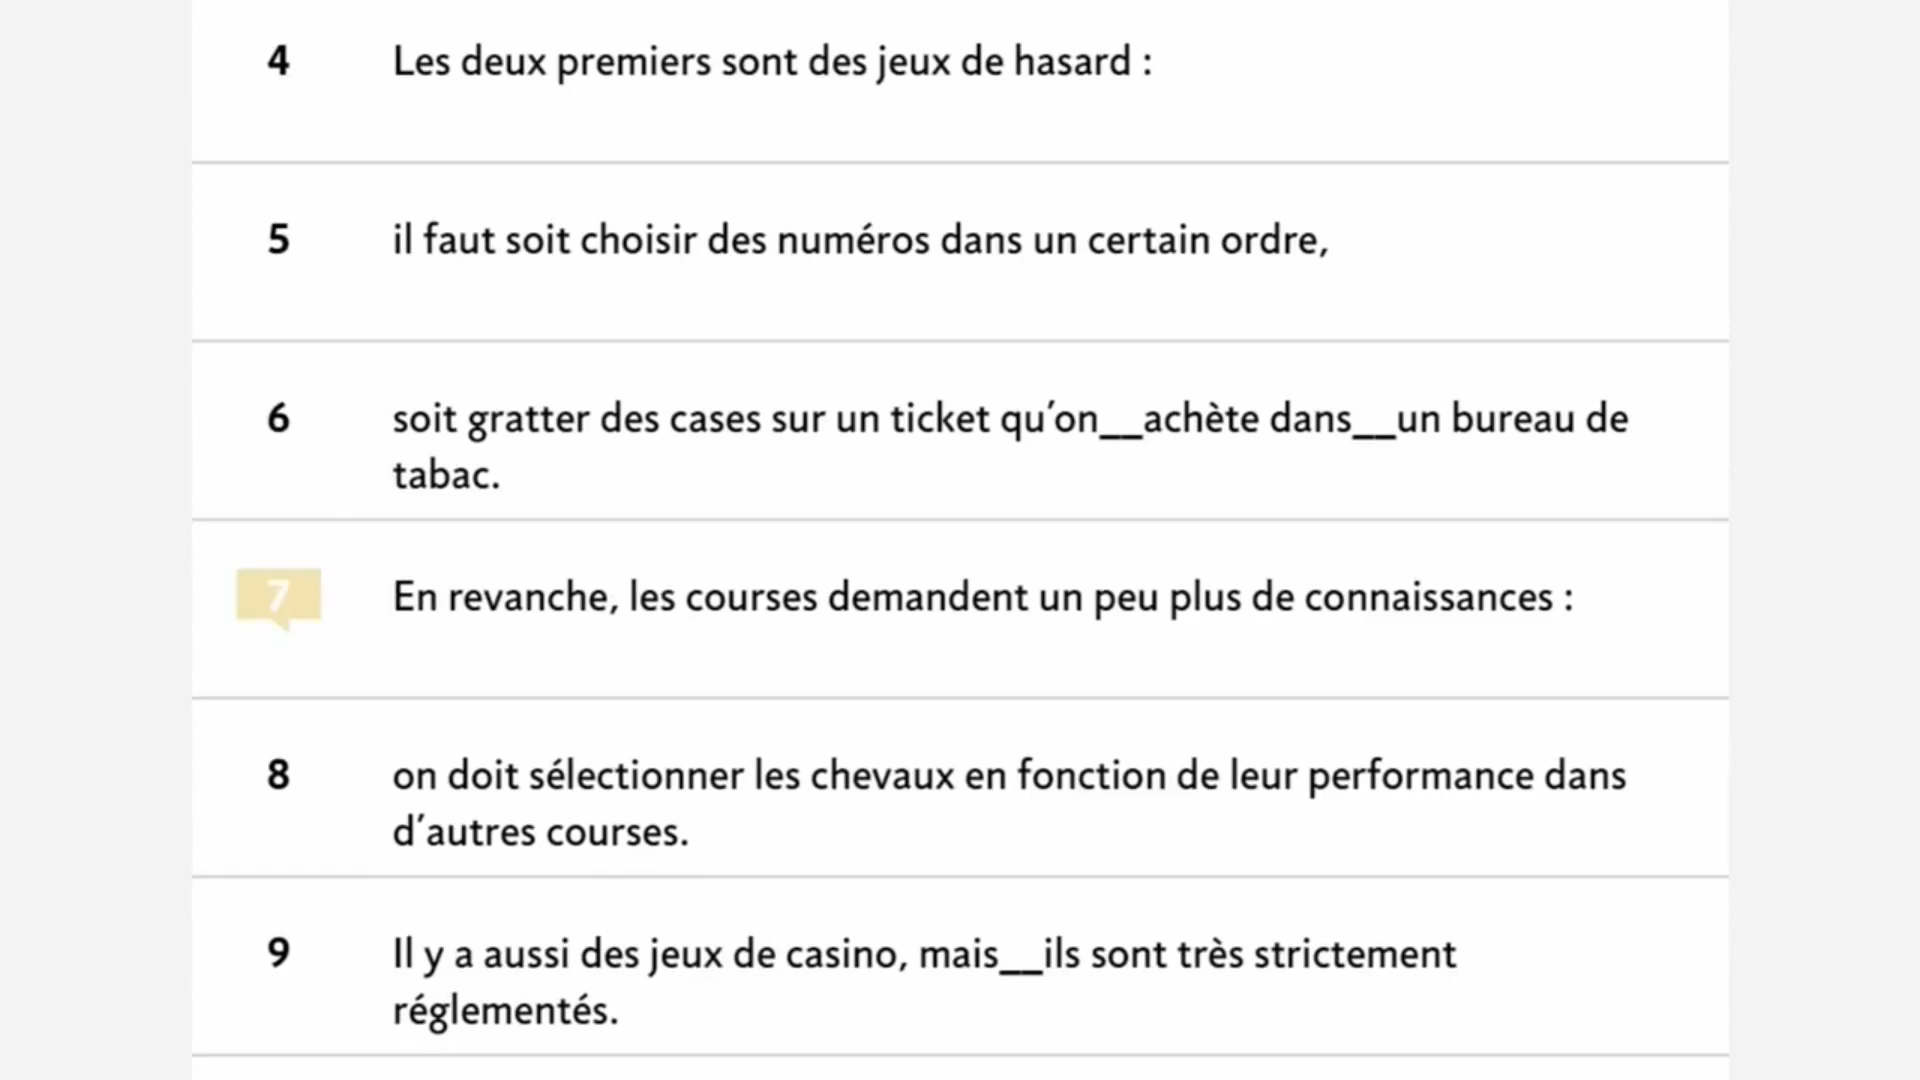 4 Les deux premiers sont des jeux de hasard :
5 il faut soit choisir des numéros dans un certain ordre,
6 soit gratter des cases sur un ticket qu’on__achète dans__un bureau de
tabac.
7 En revanche, les courses demandent un peu plus de connaissances :
8 on doit sélectionner les chevaux en fonction de leur performance dans
d’autres courses.
9 Il y a aussi des jeux de casino, mais__ils sont très strictement
réglementés.